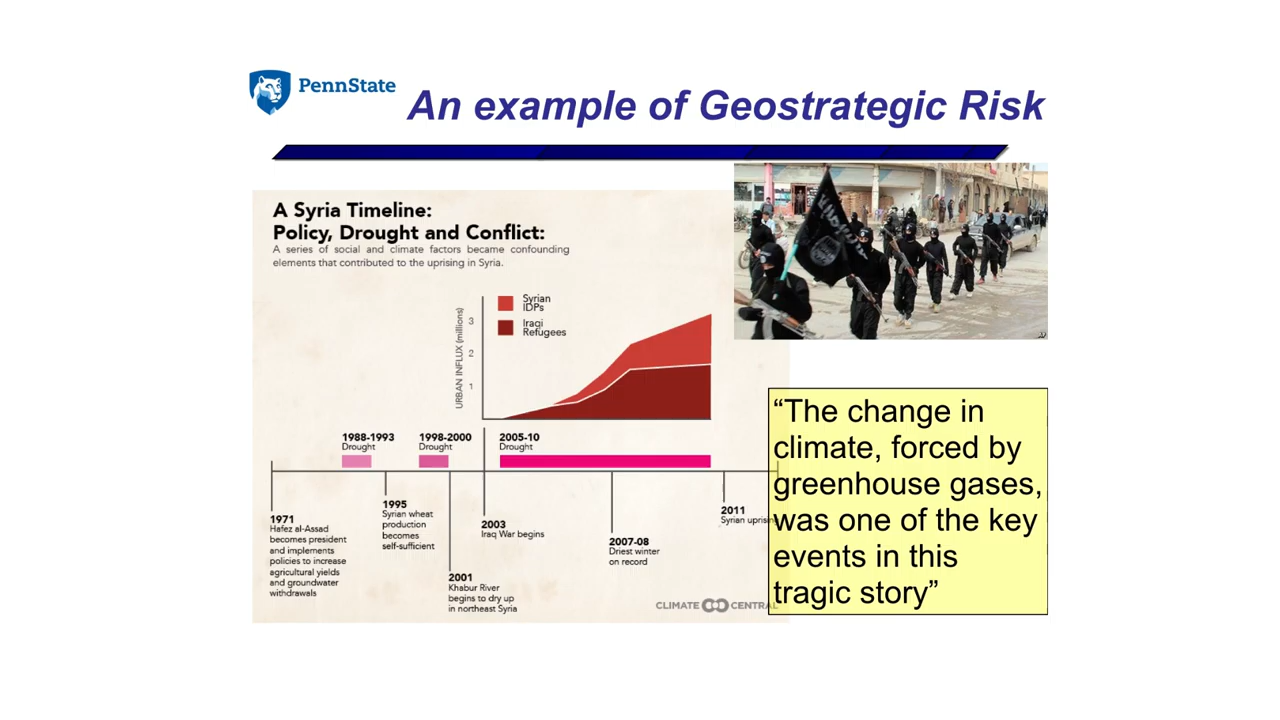 PennState
An example of Geostrategic Risk
A Syria Timeline:
Policy, Drought and Conflict:
A series of social and climate factors became confounding
elements that contributed to the uprising in Syria.
URBAN INFLUX (millions)
3
2
1
Syrian
IDPs
Iraqi
Refugees
1988-1993
Drought
1998-2000
Drought
2005-10
Drought
1971
Hafez al-Assad
becomes president
and implements
policies to increase
agricultural yields
and groundwater
withdrawals
1995
Syrian wheat
production
becomes
self-sufficient
2001
Khabur River
begins to dry up
in northeast Syria
2003
Iraq War begins
2007-08
Driest winter
on record
2011
Syrian uprisin
CLIMATE CENTRAL
“The change in
climate, forced by
greenhouse gases,
was one of the key
events in this
tragic story”